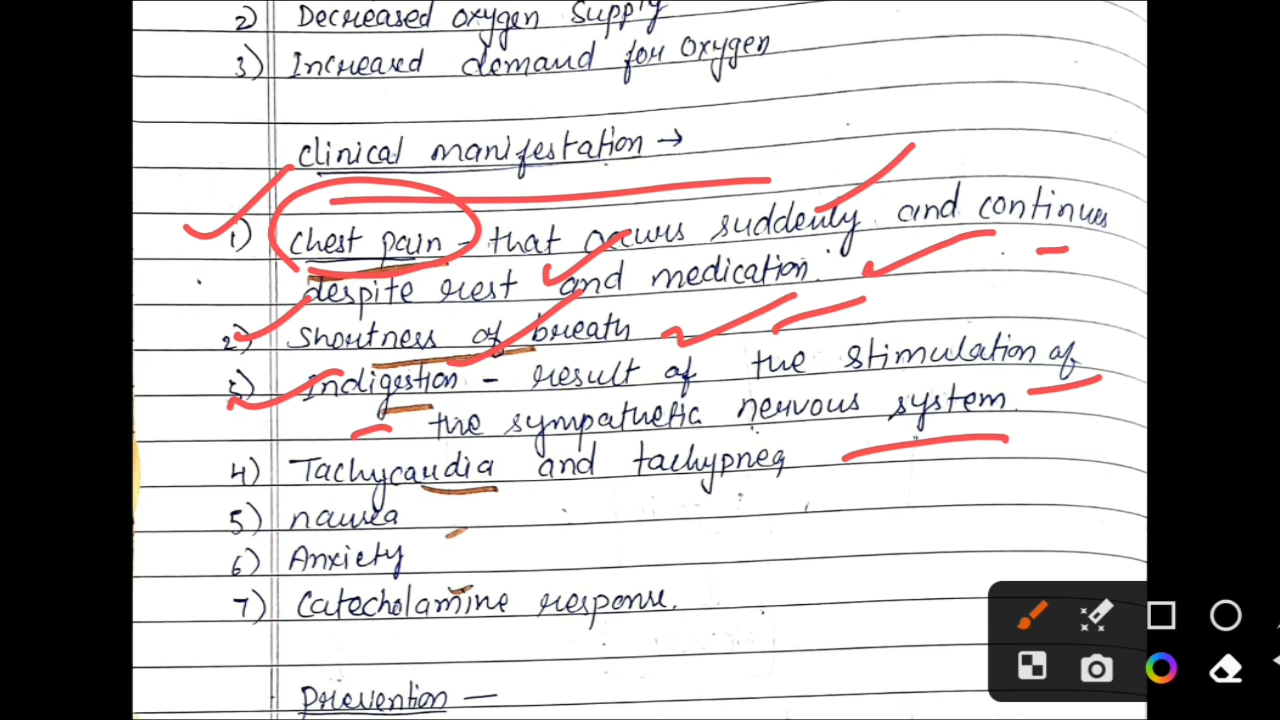 2) Decreased oxygen supply
3) Increased demand for oxygen
clinical manifestation →
1) chest pain - that occurs suddenly and continues
despite rest and medication.
2) Shortness of breath
3) Indigestion - result of the stimulation of
the sympathetic nervous system.
4) Tachycardia and tachypnea
5) nausea
6) Anxiety
7) Catecholamine response.
Prevention —